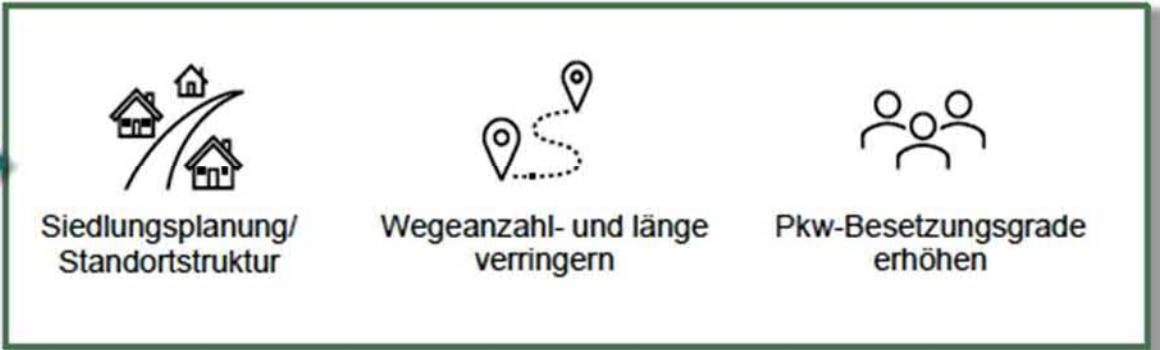 Siedlungsplanung/
Standortstruktur
Wegeanzahl- und länge
verringern
Pkw-Besetzungsgrade
erhöhen